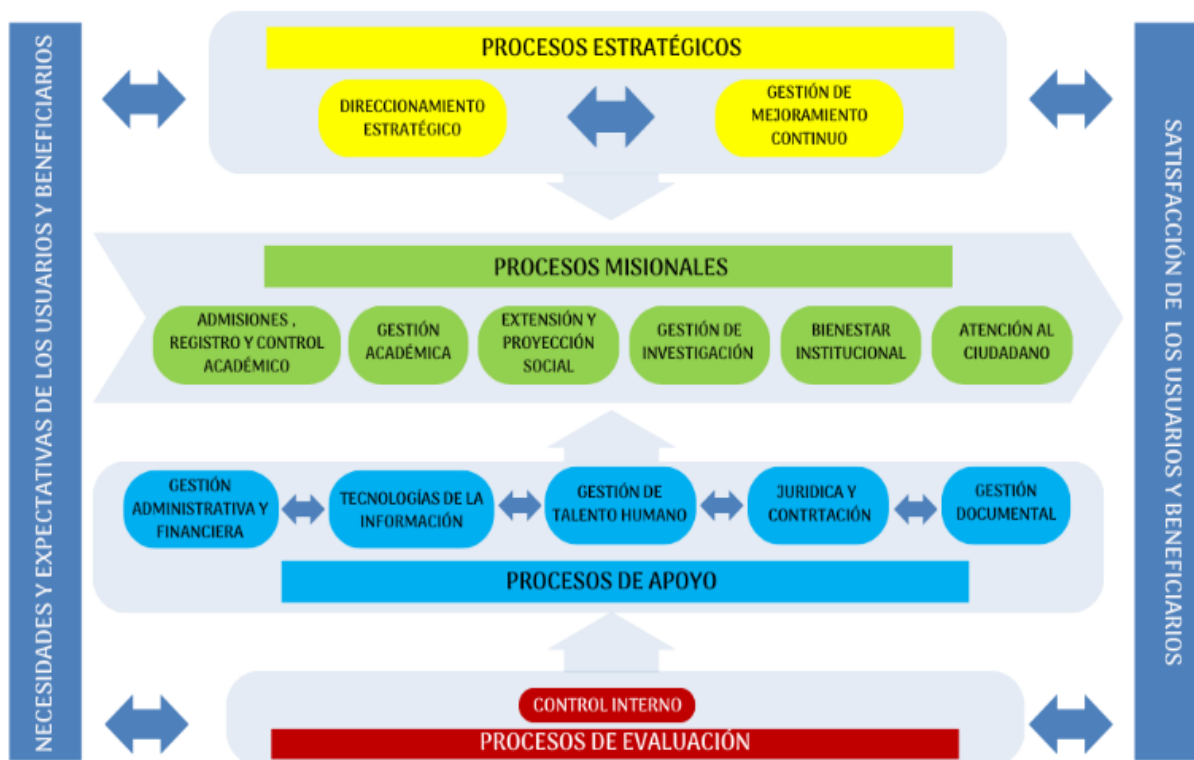 NECESIDADES Y EXPECTATIVAS DE LOS USUARIOS Y BENEFICIARIOS
PROCESOS ESTRATÉGICOS
DIRECCIONAMIENTO
ESTRATÉGICO
GESTIÓN DE
MEJORAMIENTO
CONTINUO
PROCESOS MISIONALES
ADMISIONES ,
REGISTRO Y CONTROL
ACADÉMICO
GESTIÓN
ACADÉMICA
EXTENSIÓN Y
PROYECCIÓN
SOCIAL
GESTIÓN DE
INVESTIGACIÓN
BIENESTAR
INSTITUCIONAL
ATENCIÓN AL
CIUDADANO
GESTIÓN
ADMINISTRATIVA Y
FINANCIERA
TECNOLOGÍAS DE LA
INFORMACIÓN
GESTIÓN DE
TALENTO HUMANO
JURIDICA Y
CONTRTACIÓN
GESTIÓN
DOCUMENTAL
PROCESOS DE APOYO
CONTROL INTERNO
PROCESOS DE EVALUACIÓN
SATISFACCIÓN DE LOS USUARIOS Y BENEFICIARIOS